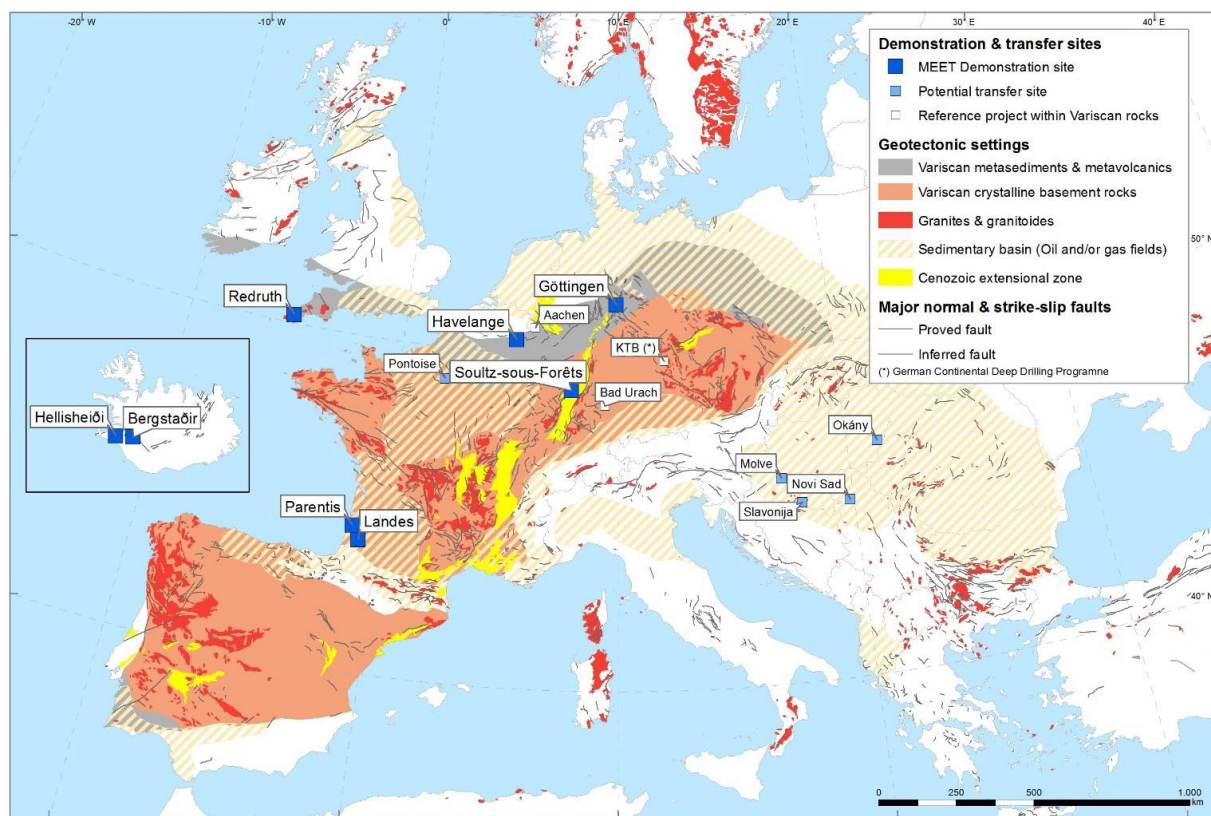 -20° W
-10° W
0°
10° E
20° E
30° E
40° E
Demonstration & transfer sites
MEET Demonstration site
Potential transfer site
Reference project within Variscan rocks
Geotectonic settings
Variscan metasediments & metavolcanics
Variscan crystalline basement rocks
Granites & granitoides
Sedimentary basin (Oil and/or gas fields)
Cenozoic extensional zone
Major normal & strike-slip faults
Proved fault
Inferred fault
(*) German Continental Deep Drilling Programne
50° N
Göttingen
Redruth
Aachen
Havelange
KTB (*)
Pontoise
Soultz-sous-Forêts
Bad Urach
Hellisheiði
Bergstaðir
Okány
Molve
Novi Sad
Slavonija
Parentis
Landes
40° N
0 250 500 1.000
km